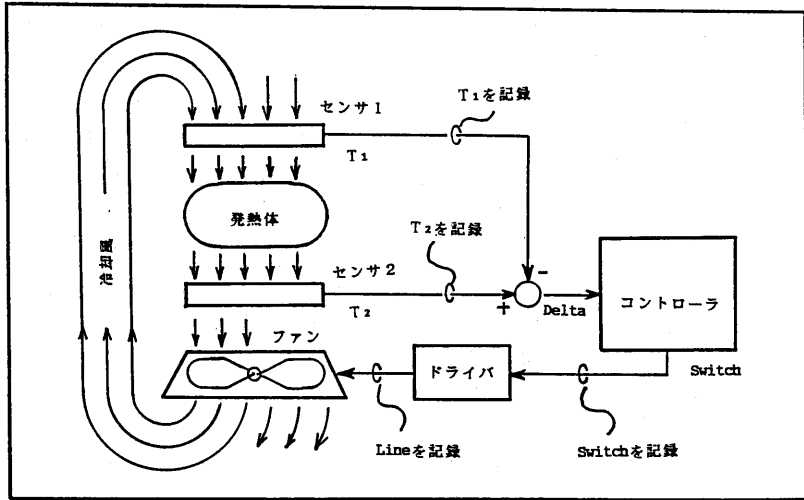 センサ1
T1を記録
T1
発熱体
冷却風
T2を記録
センサ2
T2
-
+
Delta
コントローラ
ファン
ドライバ
Switch
Lineを記録
Switchを記録